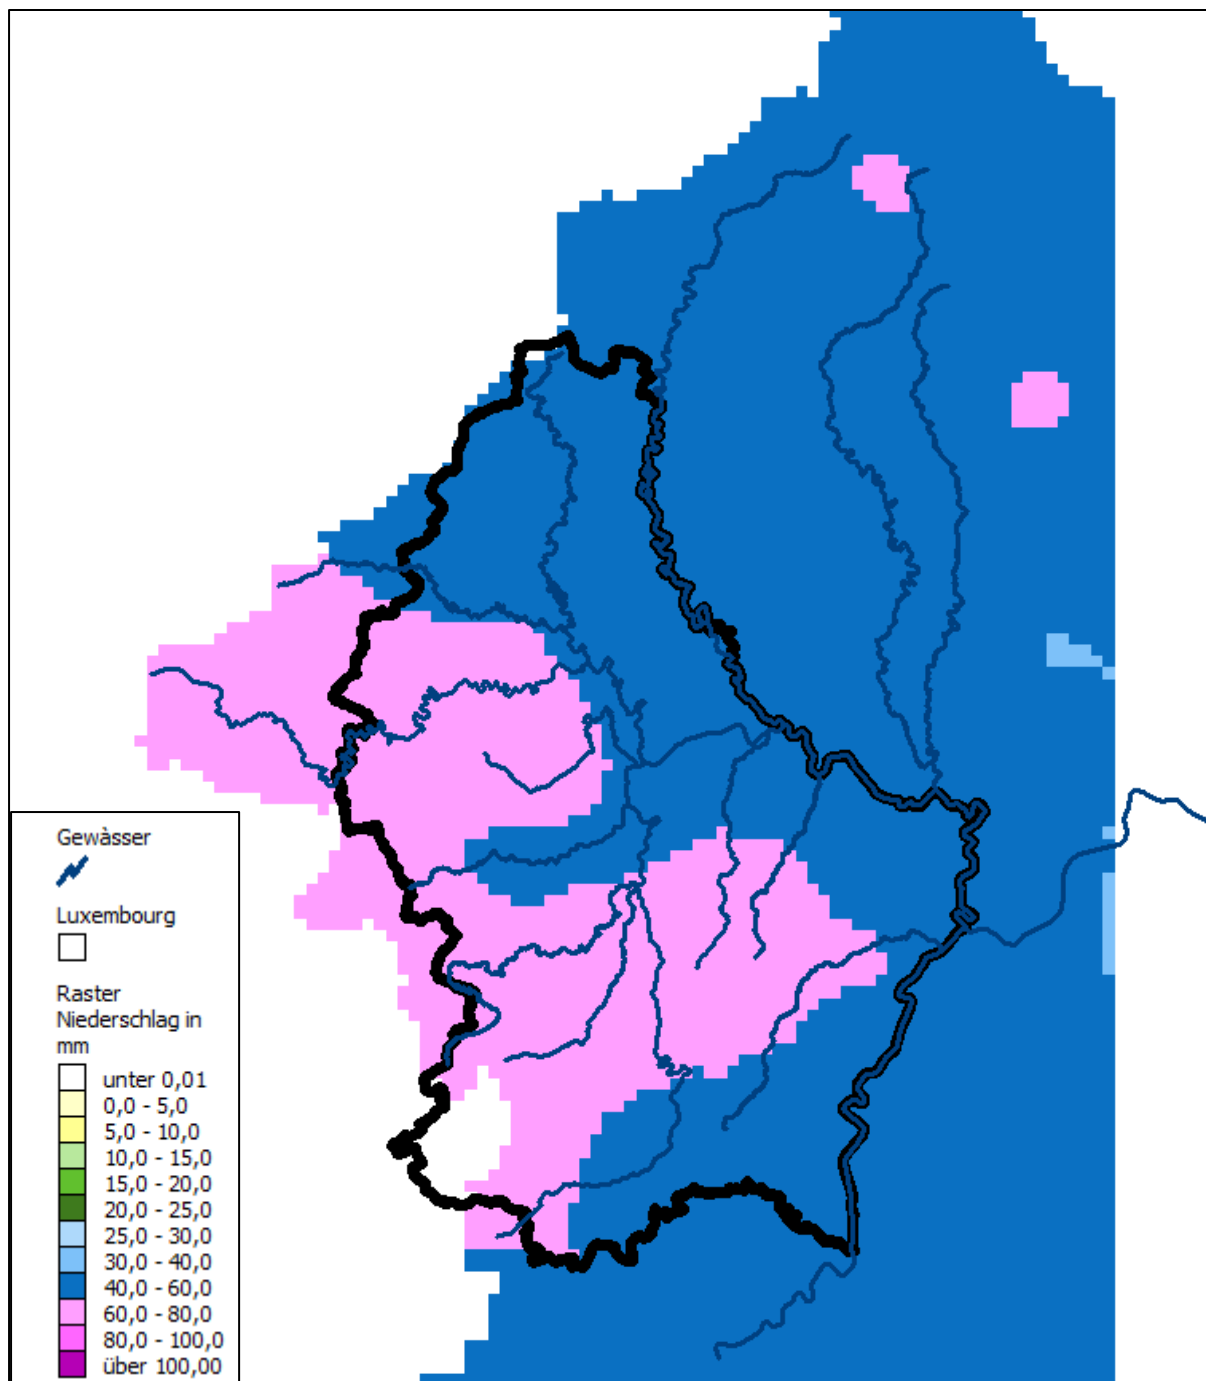 Gewàsser
Luxembourg
Raster
Niederschlag in
mm
unter 0,01
0,0 - 5,0
5,0 - 10,0
10,0 - 15,0
15,0 - 20,0
20,0 - 25,0
25,0 - 30,0
30,0 - 40,0
40,0 - 60,0
60,0 - 80,0
80,0 - 100,0
über 100,00